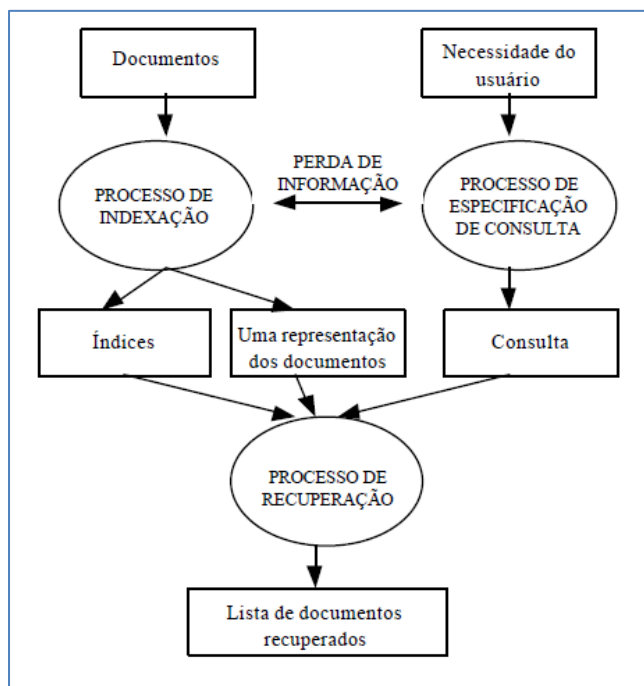 Documentos
Necessidade do
usuário
PERDA DE
INFORMAÇÃO
PROCESSO DE
INDEXAÇÃO
PROCESSO DE
ESPECIFICAÇÃO
DE CONSULTA
Índices
Uma representação
dos documentos
Consulta
PROCESSO DE
RECUPERAÇÃO
Lista de documentos
recuperados